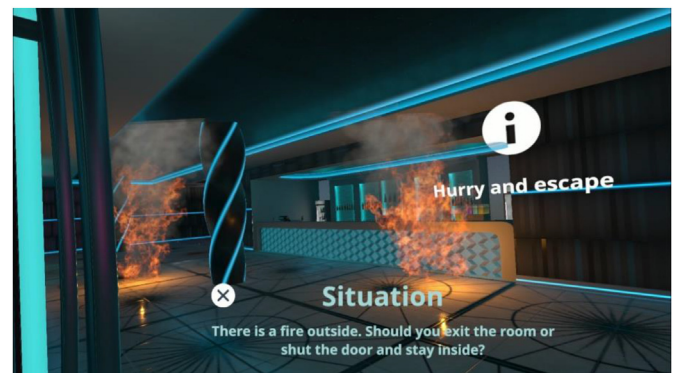 Hurry and escape
Situation
There is a fire outside. Should you exit the room or
shut the door and stay inside?